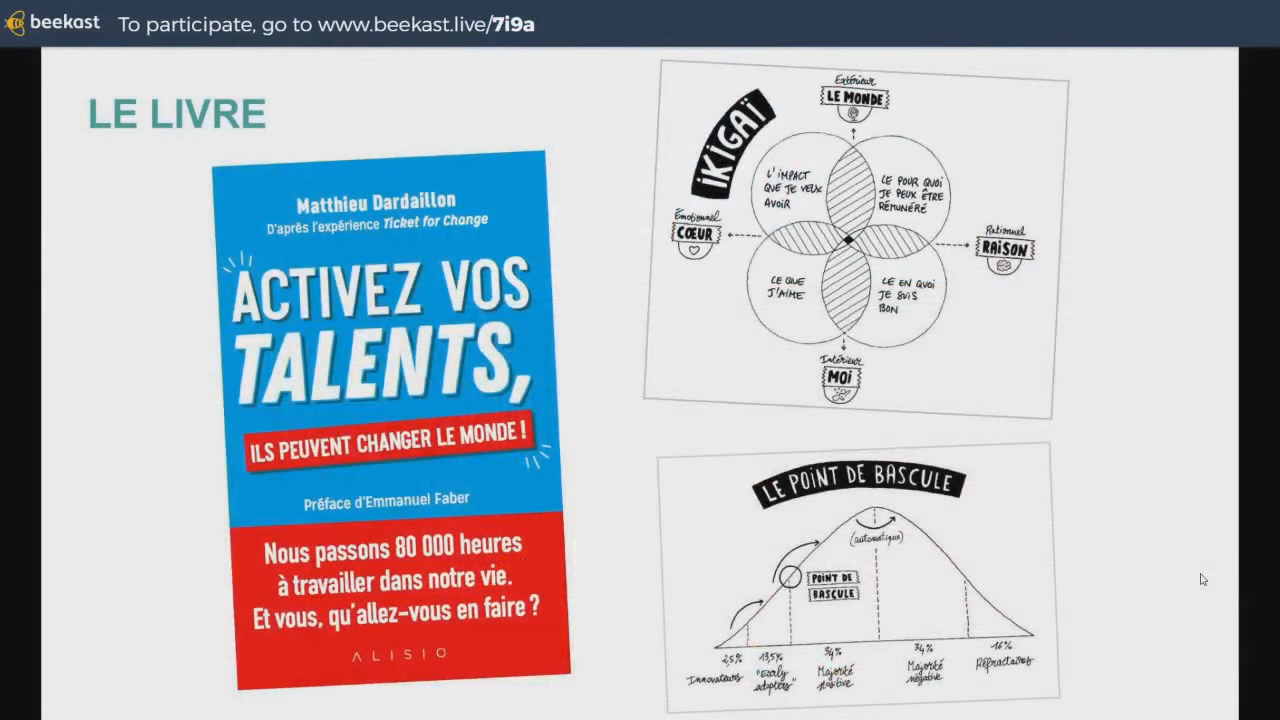 beekast To participate, go to www.beekast.live/7i9a
LE LIVRE
Matthieu Dardaillon
D'après l'expérience Ticket for Change
ACTIVEZ VOS
TALENTS,
ILS PEUVENT CHANGER LE MONDE !
Préface d'Emmanuel Faber
Nous passons 80 000 heures
à travailler dans notre vie.
Et vous, qu'allez-vous en faire ?
ALISIO
iKiGAÏ
Extérieur
LE MONDE
L'IMPACT
QUE JE VEUX
AVOIR
LE POUR QUOI
JE PEUX ÊTRE
RÉMUNÉRÉ
Émotionnel
CŒUR
Rationnel
RAISON
LE QUE
J'AIME
LE EN QUOI
JE SUIS
BON
Intérieur
MOI
LE POINT DE BASCULE
(automatique)
POINT DE
BASCULE
2,5%
Innovateurs
13,5%
"Early
adopters"
34%
Majorité
positive
34%
Majorité
négative
16%
Réfractaires